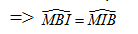 => \widehat{MBI} = \widehat{MIB}